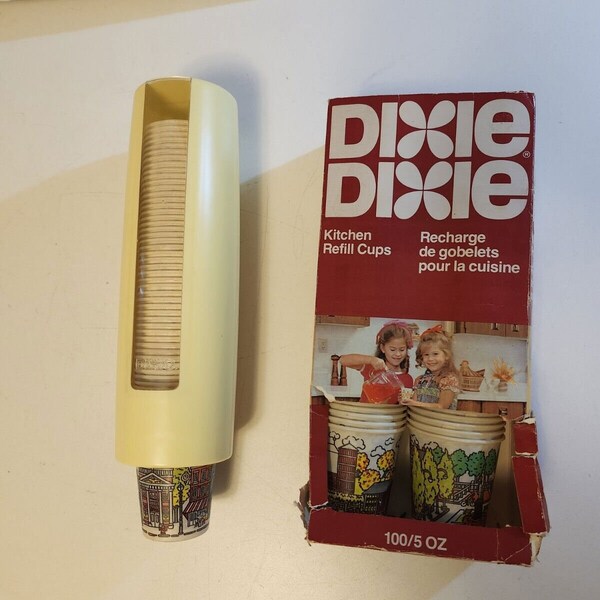 DIXIE®
DIXIE
Kitchen
Refill Cups
Recharge
de gobelets
pour la cuisine
100/5 OZ